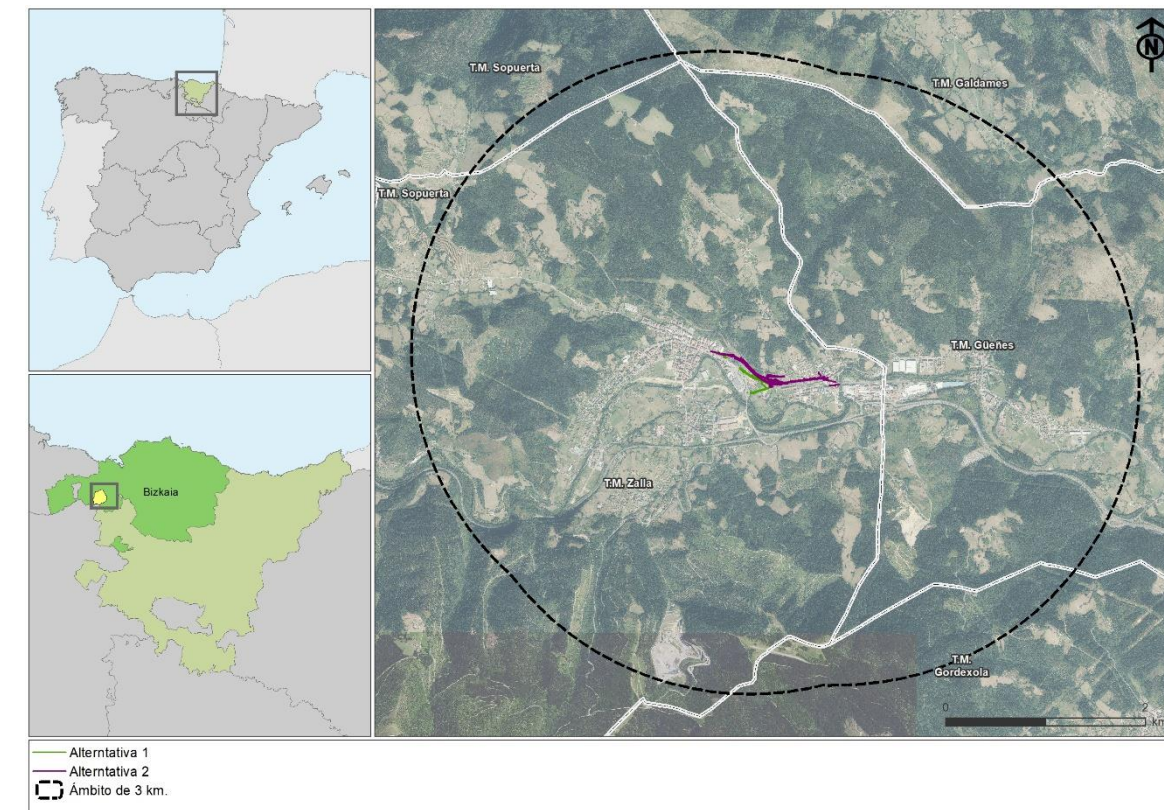 N
T.M. Sopuerta
T.M. Galdames
T.M. Sopuerta
T.M. Güeñes
T.M. Zalla
T.M.
Gordexola
0 2
km
Bizkaia
Alterntativa 1
Alterntativa 2
Ámbito de 3 km.